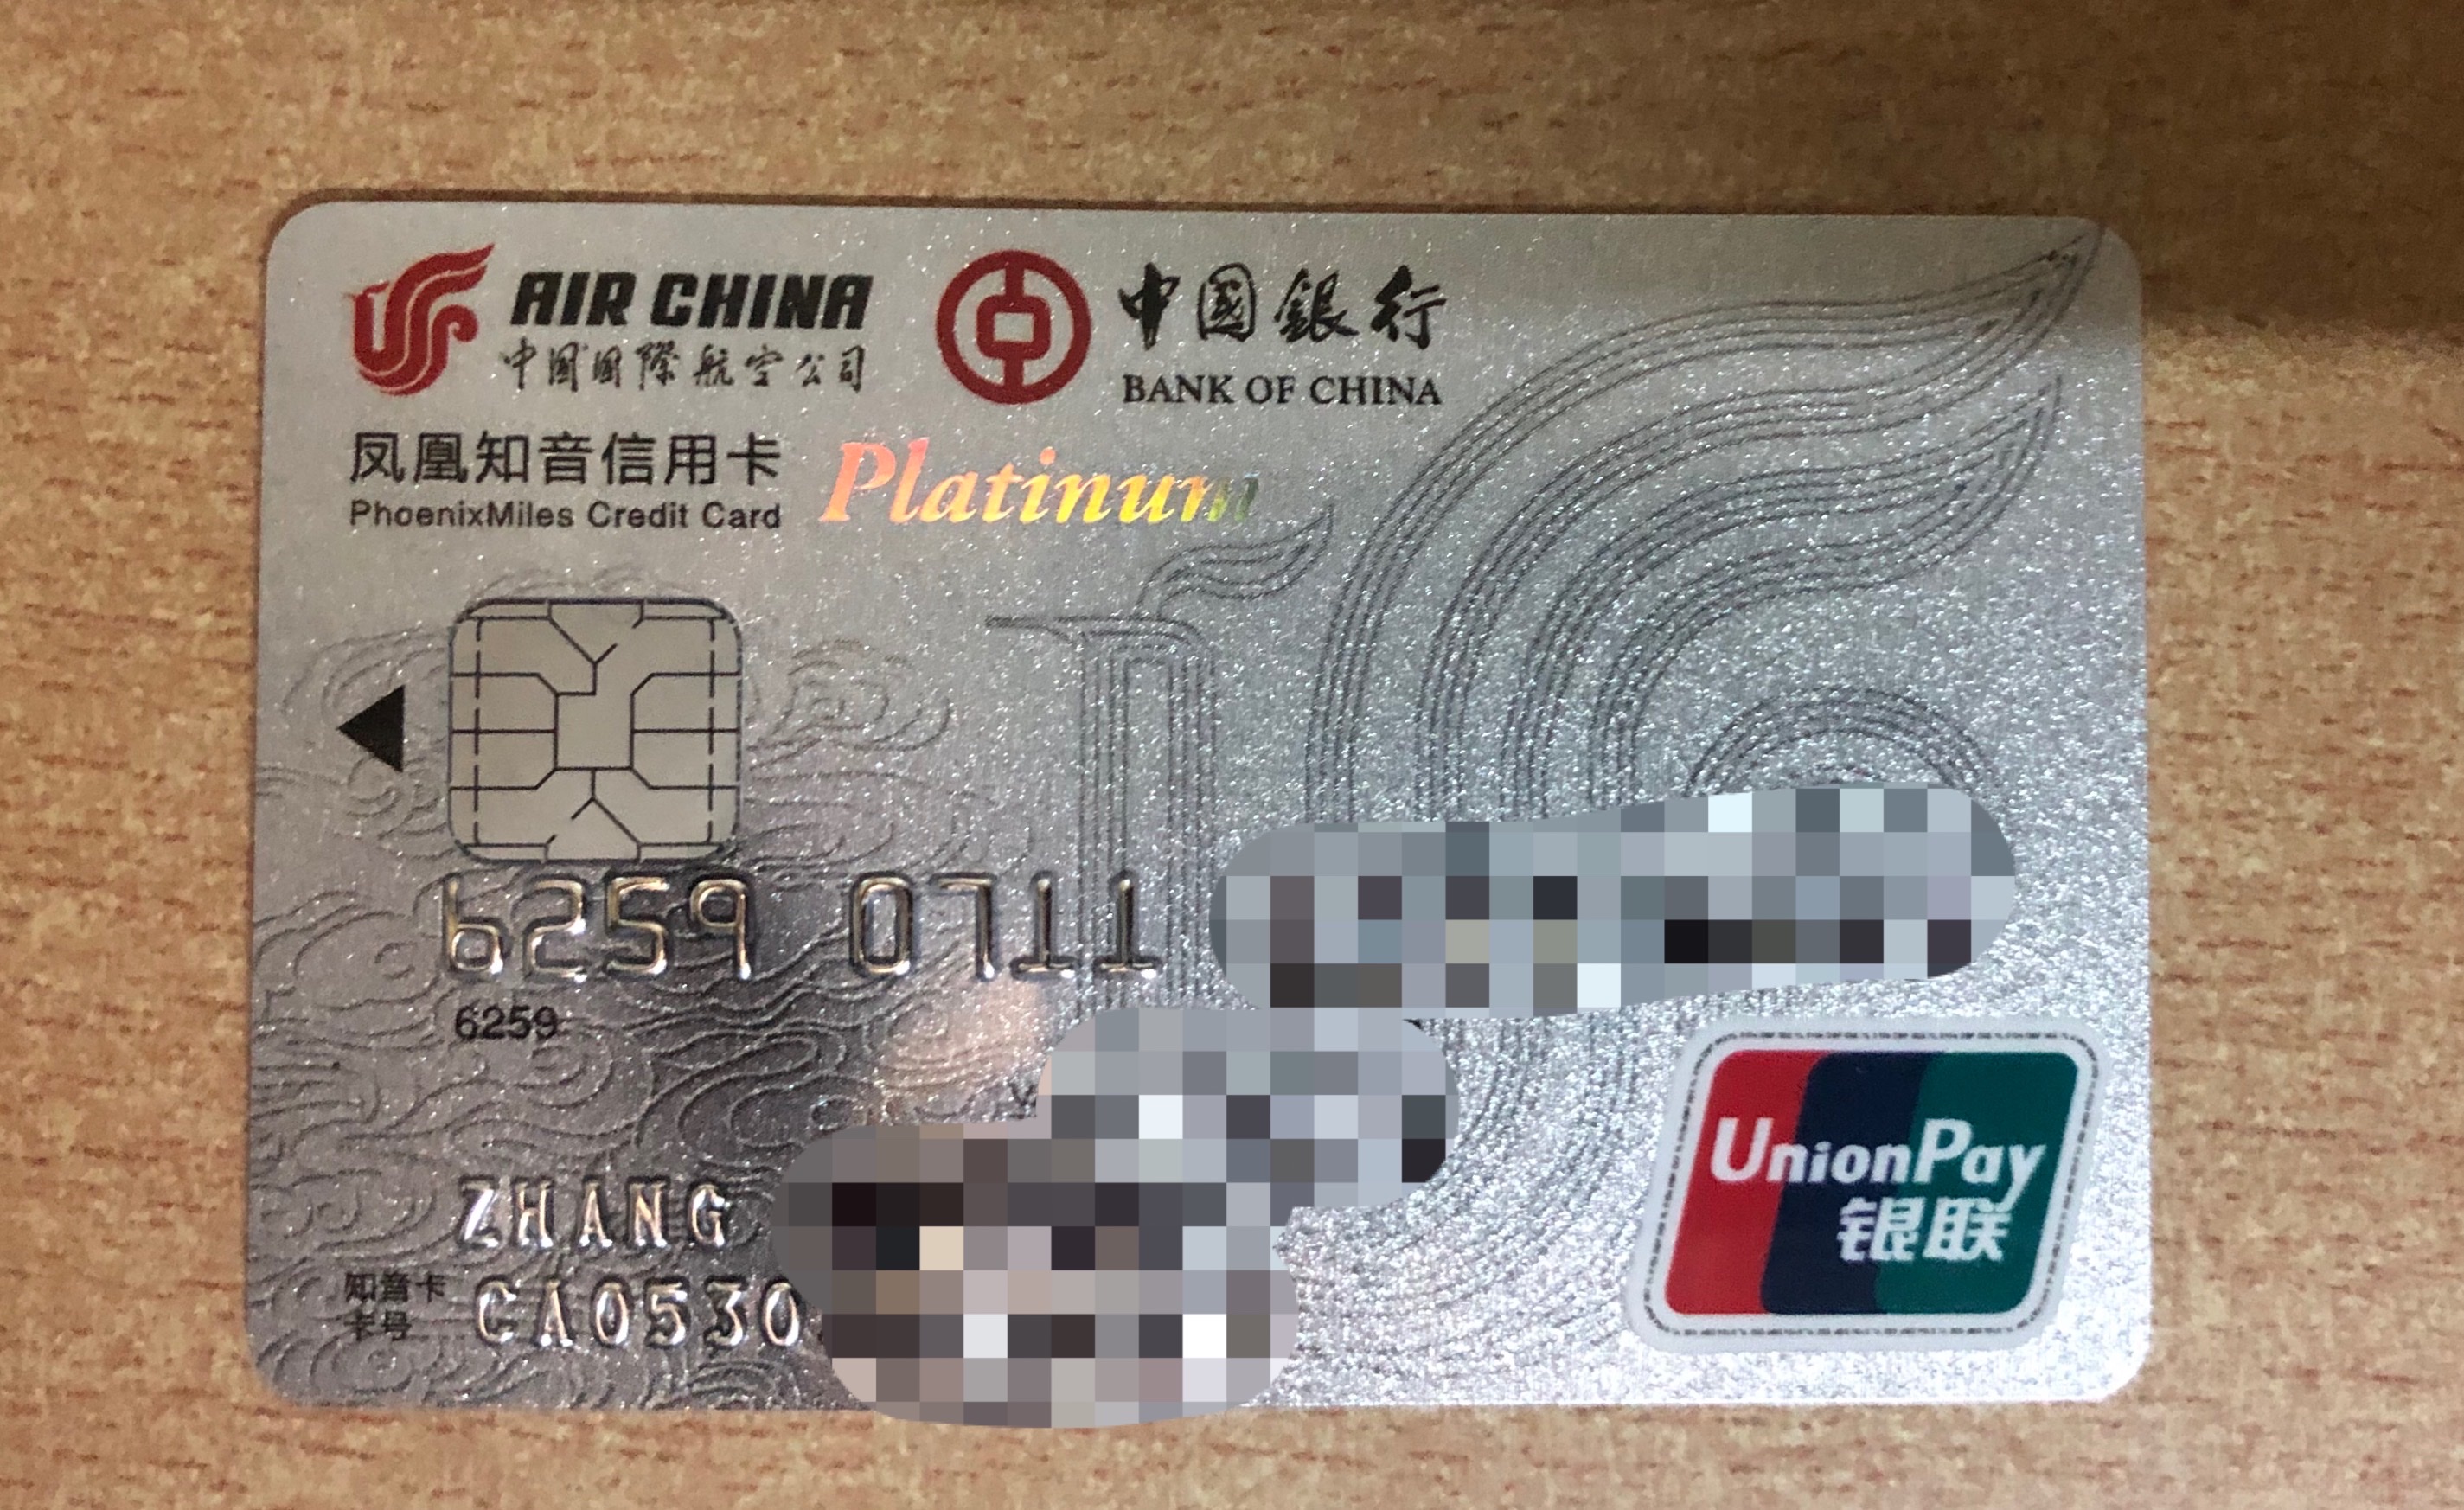 AIR CHINA
中國國際航空公司
中國銀行
BANK OF CHINA
凤凰知音信用卡
PhoenixMiles Credit Card
Platinum
6259 0711
6259
ZHANG
知音卡
卡号
CA0530
UnionPay
银联